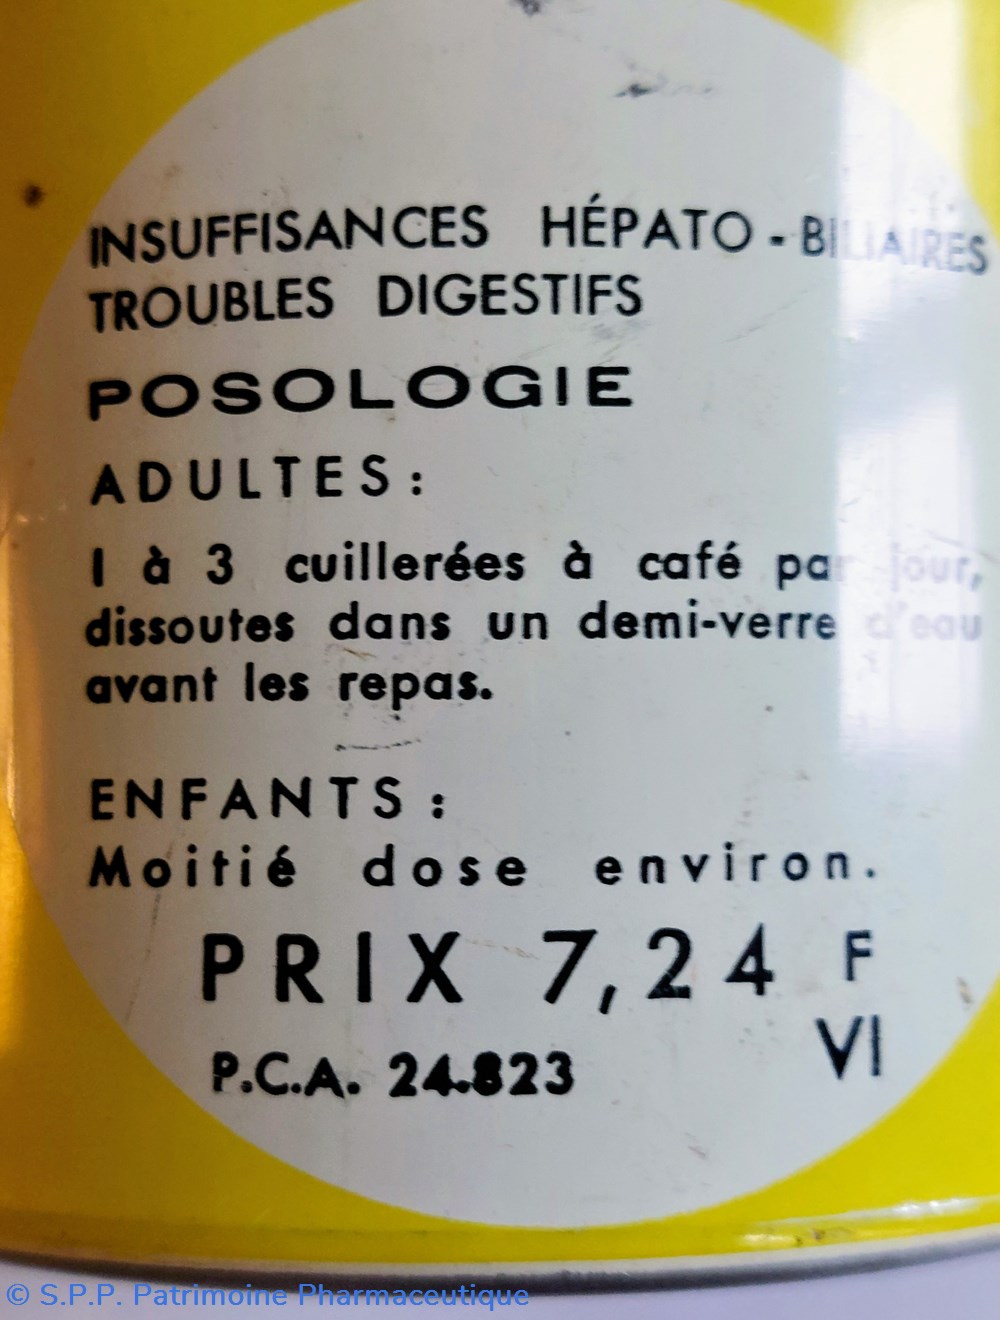 INSUFFISANCES HÉPATO-BILIAIRES
TROUBLES DIGESTIFS
POSOLOGIE
ADULTES:
1 à 3 cuillerées à café par jour,
dissoutes dans un demi-verre d'eau
avant les repas.
ENFANTS:
Moitié dose environ.
PRIX 7,24 F
VI
P.C.A. 24.823
© S.P.P. Patrimoine Pharmaceutique